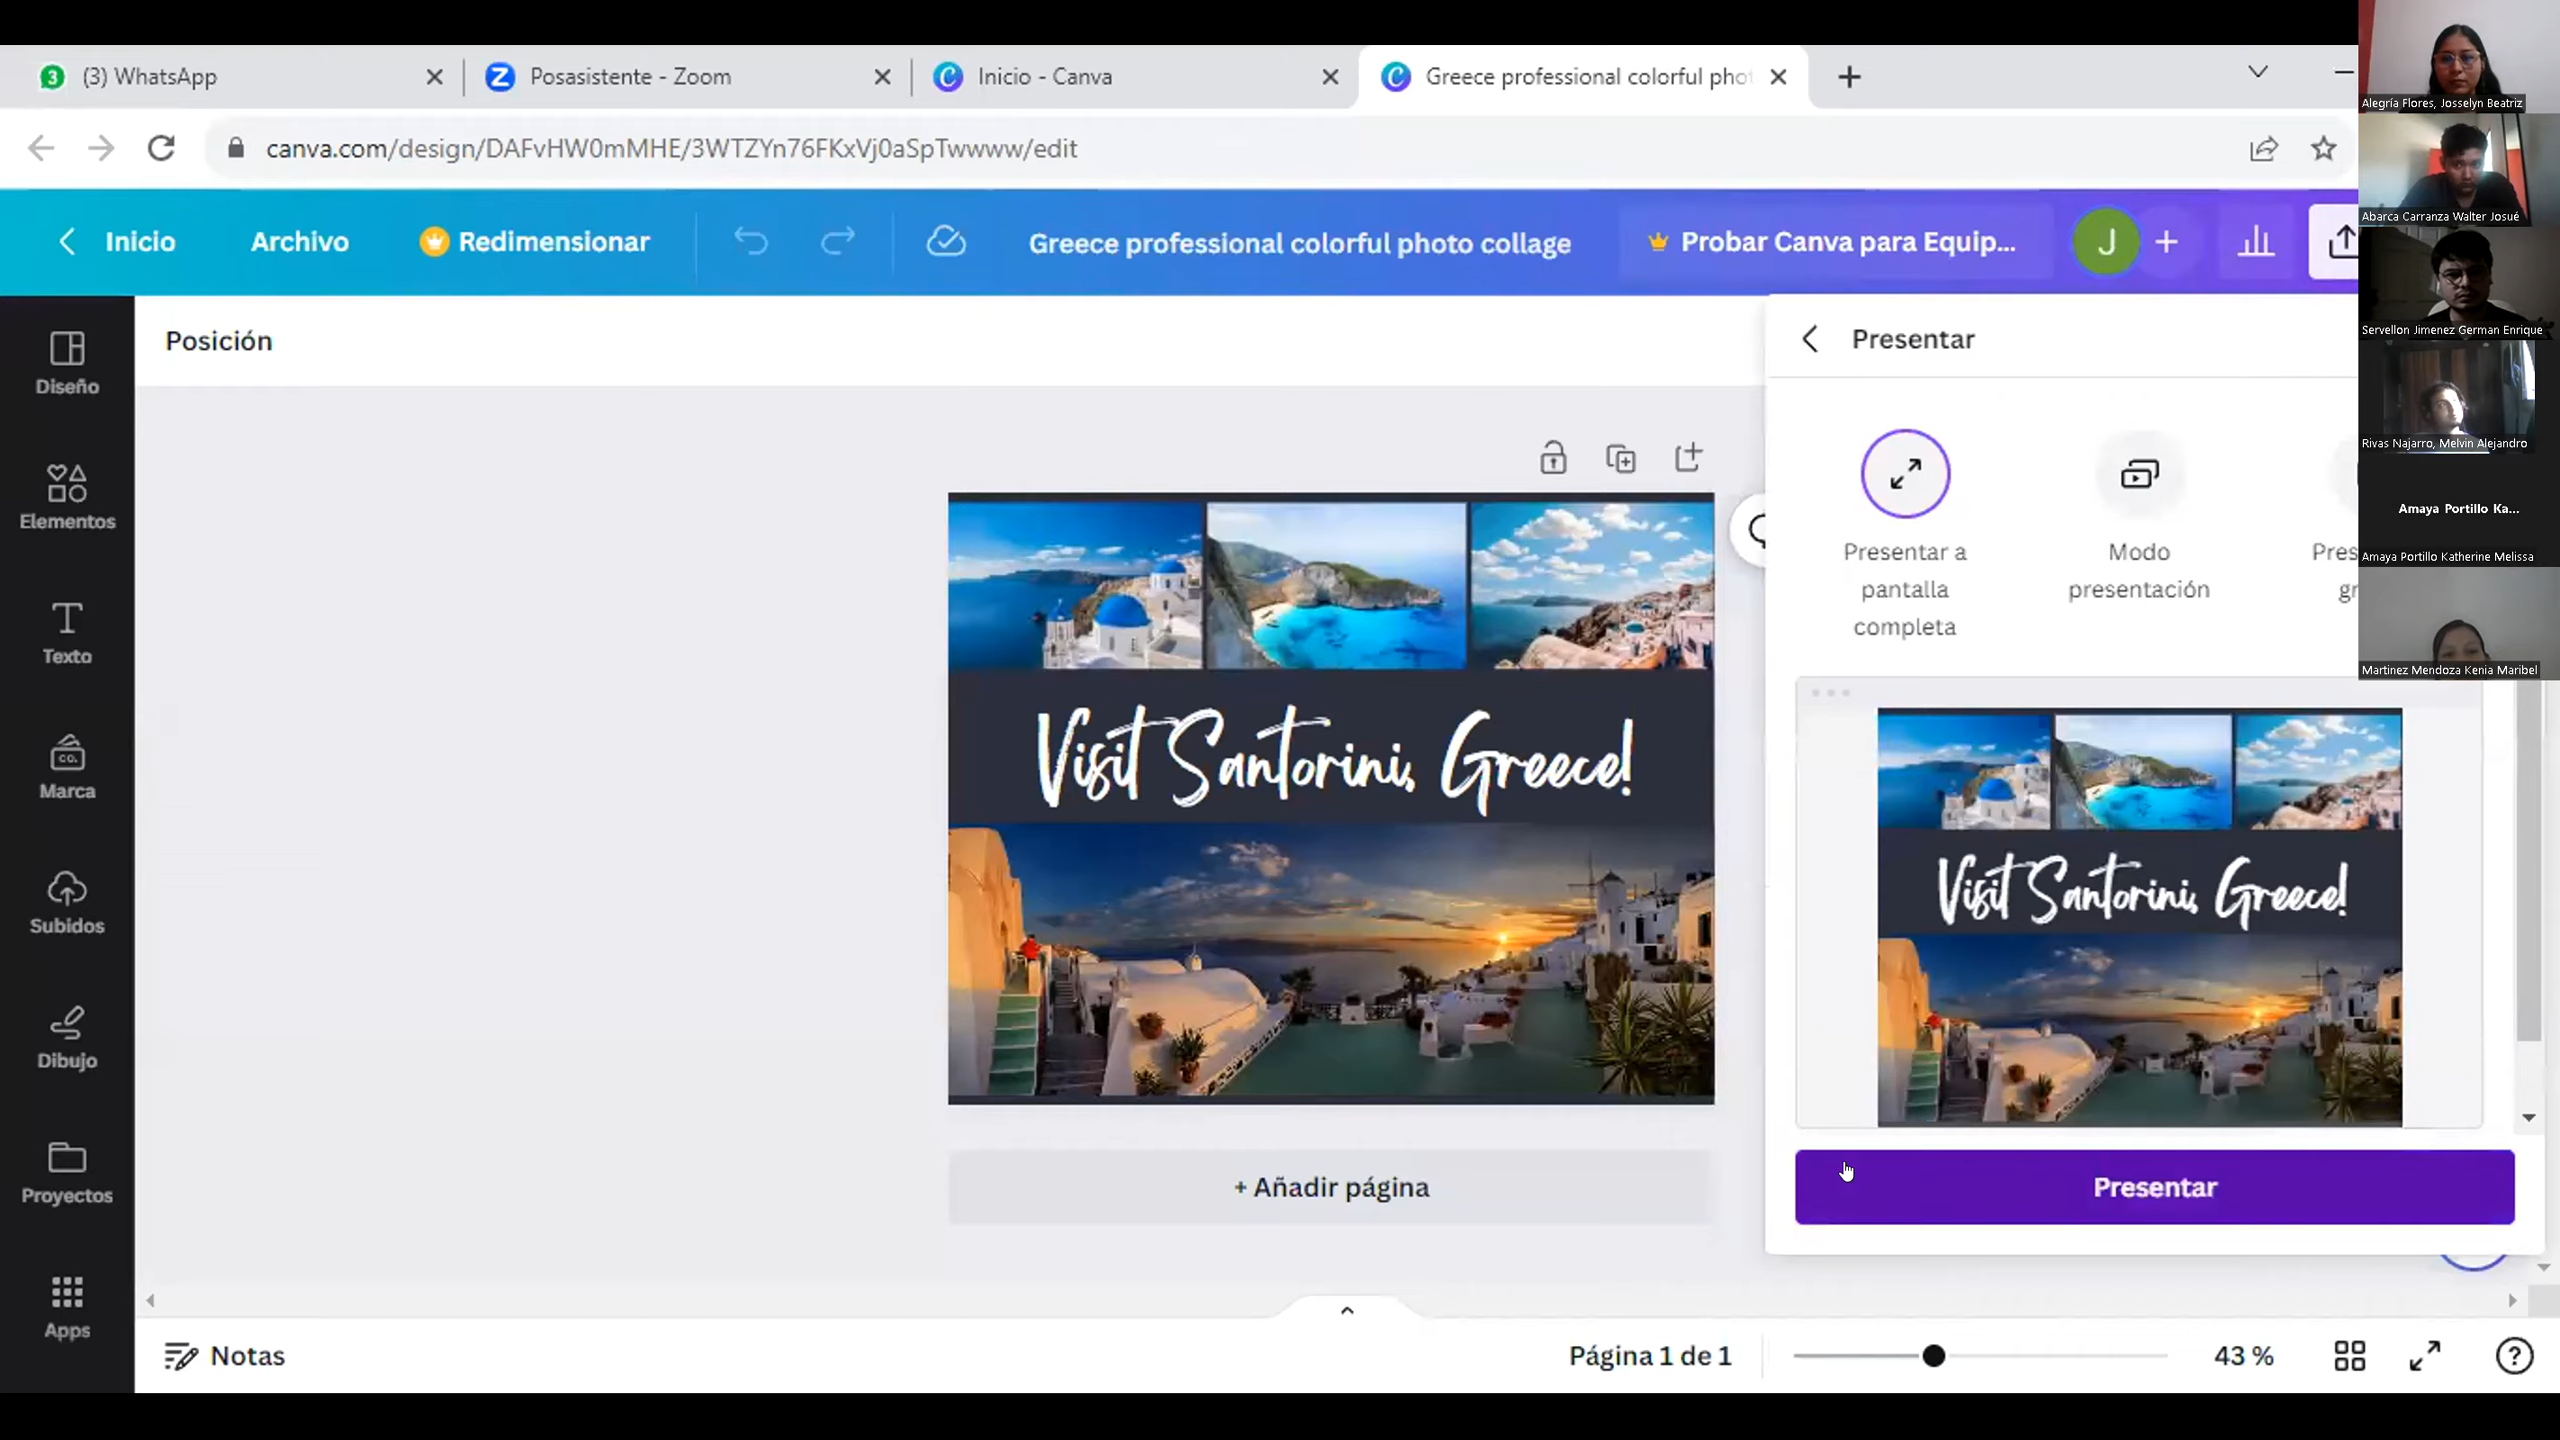 3 (3) WhatsApp
Posasistente - Zoom
Inicio - Canva
Greece professional colorful phot
canva.com/design/DAFvHW0mMHE/3WTZYn76FKxVj0aSpTwwww/edit
Inicio
Archivo
Redimensionar
Greece professional colorful photo collage
Probar Canva para Equip...
J
Diseño
Elementos
Texto
CO.
Marca
Subidos
Dibujo
Proyectos
Apps
Posición
Visit Santorini, Greece!
+ Añadir página
Presentar
Presentar a
pantalla
completa
Modo
presentación
Pres
gr
Visit Santorini, Greece!
Presentar
Notas
Página 1 de 1
43 %
Alegría Flores, Josselyn Beatriz
Abarca Carranza Walter Josué
Servellon Jimenez German Enrique
Rivas Najarro, Melvin Alejandro
Amaya Portillo Ka...
Amaya Portillo Katherine Melissa
Martinez Mendoza Kenia Maribel